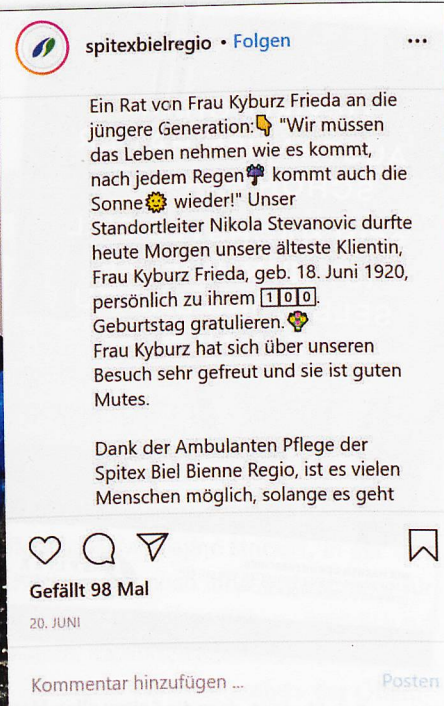 spitexbielregio • Folgen ...
Ein Rat von Frau Kyburz Frieda an die
jüngere Generation:👇 "Wir müssen
das Leben nehmen wie es kommt,
nach jedem Regen☔ kommt auch die
Sonne🌞 wieder!" Unser
Standortleiter Nikola Stevanovic durfte
heute Morgen unsere älteste Klientin,
Frau Kyburz Frieda, geb. 18. Juni 1920,
persönlich zu ihrem 100.
Geburtstag gratulieren.💐
Frau Kyburz hat sich über unseren
Besuch sehr gefreut und sie ist guten
Mutes.
Dank der Ambulanten Pflege der
Spitex Biel Bienne Regio, ist es vielen
Menschen möglich, solange es geht
Gefällt 98 Mal
20. JUNI
Kommentar hinzufügen ... Posten